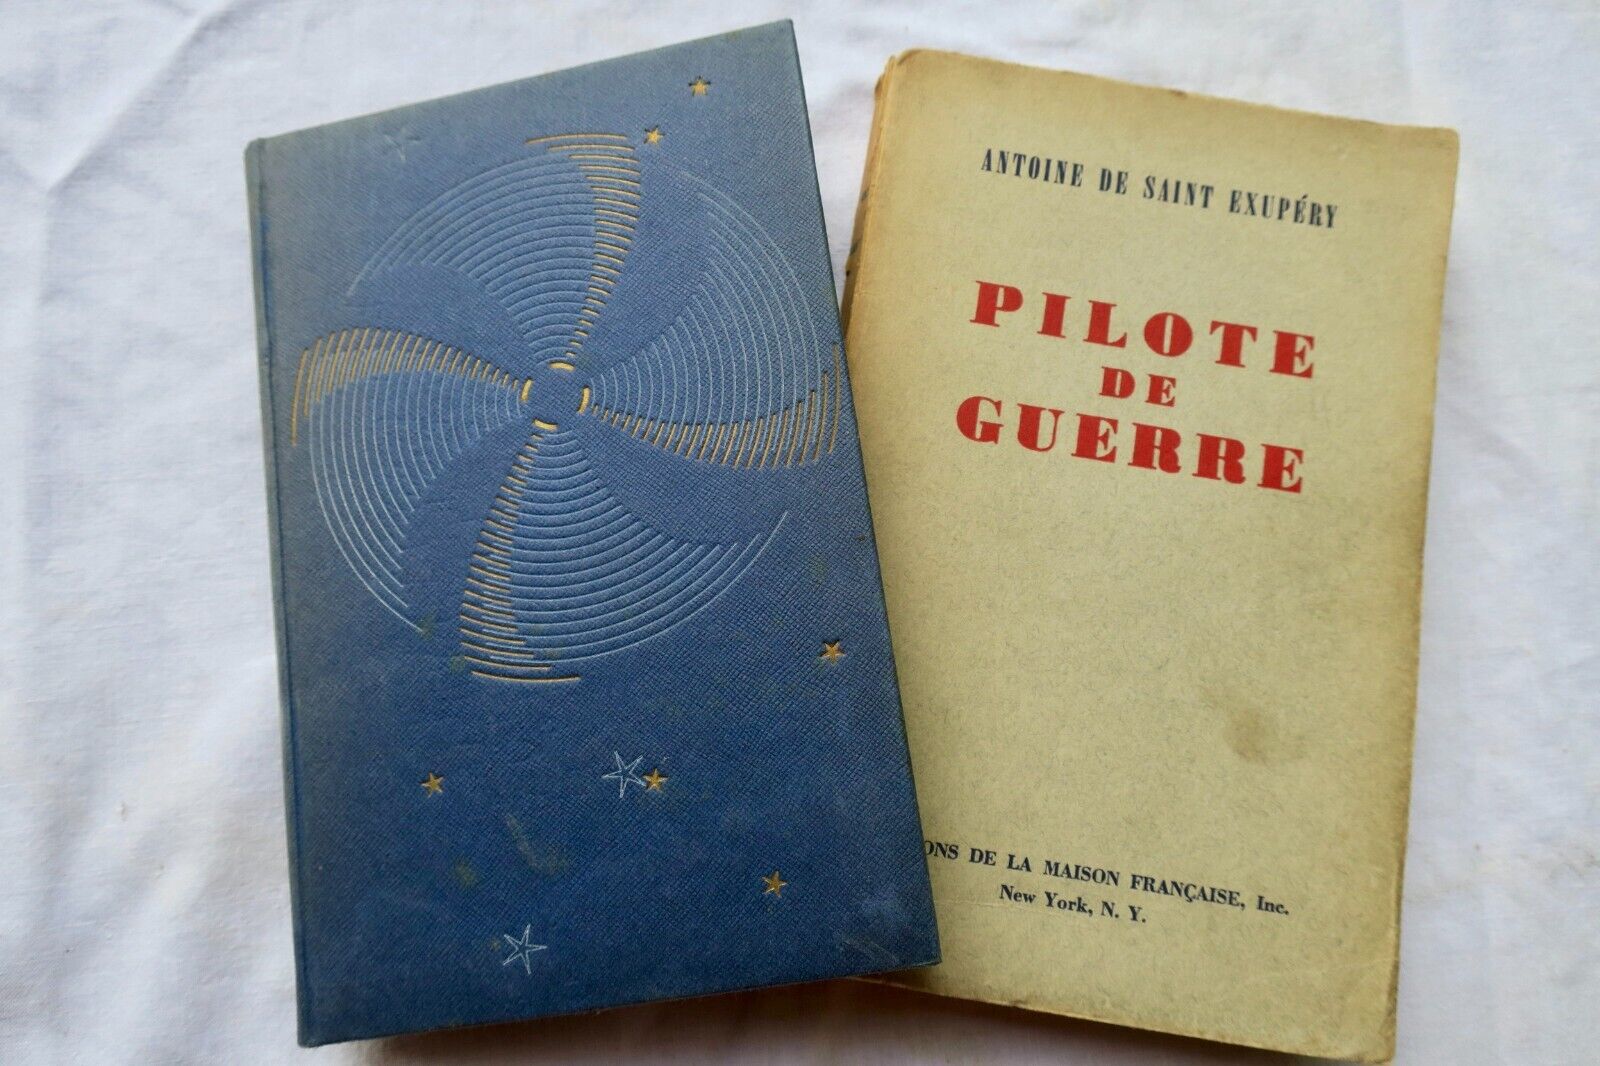 ANTOINE DE SAINT EXUPÉRY
PILOTE
DE
GUERRE
ONS DE LA MAISON FRANÇAISE, Inc.
New York, N. Y.